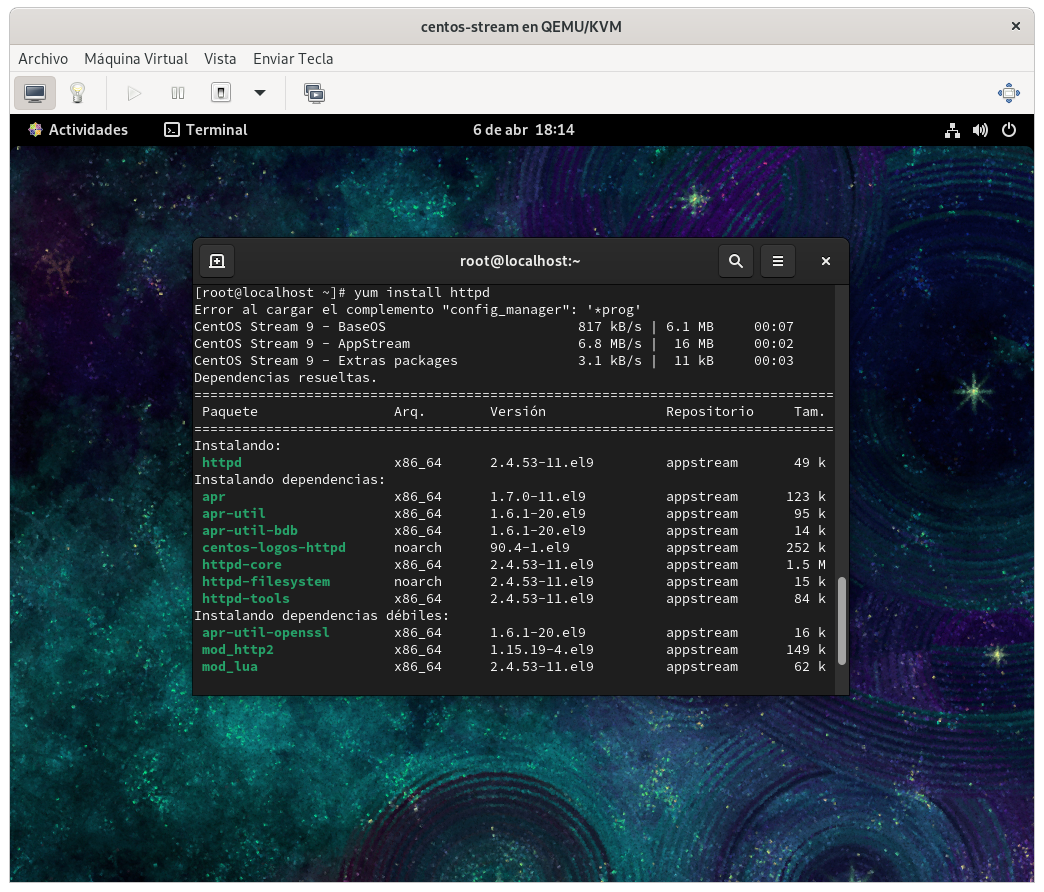 centos-stream en QEMU/KVM
Archivo Máquina Virtual Vista Enviar Tecla
Actividades Terminal 6 de abr 18:14
root@localhost:~
[root@localhost ~]# yum install httpd
Error al cargar el complemento "config_manager": '*prog'
CentOS Stream 9 - BaseOS 817 kB/s | 6.1 MB 00:07
CentOS Stream 9 - AppStream 6.8 MB/s | 16 MB 00:02
CentOS Stream 9 - Extras packages 3.1 kB/s | 11 kB 00:03
Dependencias resueltas.
================================================================================
Paquete Arq. Versión Repositorio Tam.
================================================================================
Instalando:
httpd x86_64 2.4.53-11.el9 appstream 49 k
Instalando dependencias:
apr x86_64 1.7.0-11.el9 appstream 123 k
apr-util x86_64 1.6.1-20.el9 appstream 95 k
apr-util-bdb x86_64 1.6.1-20.el9 appstream 14 k
centos-logos-httpd noarch 90.4-1.el9 appstream 252 k
httpd-core x86_64 2.4.53-11.el9 appstream 1.5 M
httpd-filesystem noarch 2.4.53-11.el9 appstream 15 k
httpd-tools x86_64 2.4.53-11.el9 appstream 84 k
Instalando dependencias débiles:
apr-util-openssl x86_64 1.6.1-20.el9 appstream 16 k
mod_http2 x86_64 1.15.19-4.el9 appstream 149 k
mod_lua x86_64 2.4.53-11.el9 appstream 62 k